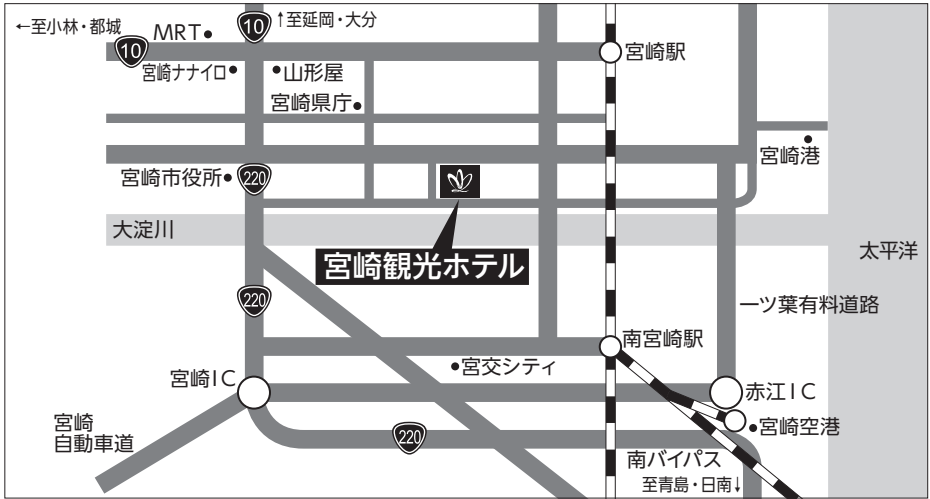 ←至小林・都城
10
↑至延岡・大分
10
MRT
宮崎駅
宮崎ナナイロ
山形屋
宮崎県庁
宮崎港
宮崎市役所
220
大淀川
太平洋
宮崎観光ホテル
220
一ツ葉有料道路
南宮崎駅
宮交シティ
宮崎IC
赤江IC
宮崎
自動車道
220
宮崎空港
南バイパス
至青島・日南↓